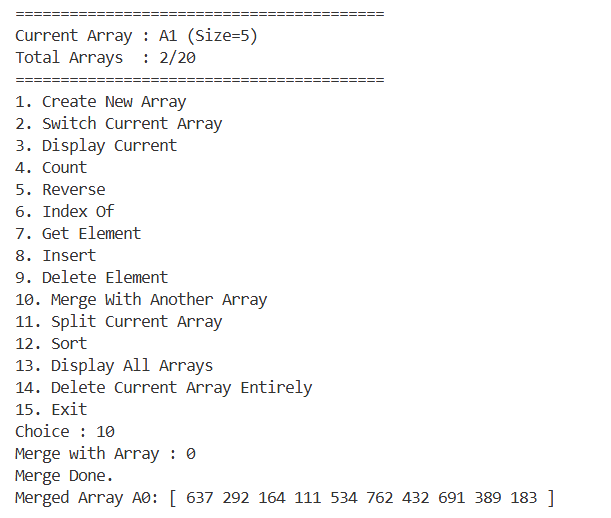 =========================================
Current Array : A1 (Size=5)
Total Arrays  : 2/20
=========================================
1. Create New Array
2. Switch Current Array
3. Display Current
4. Count
5. Reverse
6. Index Of
7. Get Element
8. Insert
9. Delete Element
10. Merge With Another Array
11. Split Current Array
12. Sort
13. Display All Arrays
14. Delete Current Array Entirely
15. Exit
Choice : 10
Merge with Array : 0
Merge Done.
Merged Array A0: [ 637 292 164 111 534 762 432 691 389 183 ]